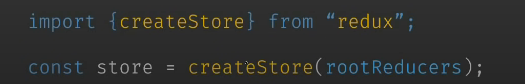 import {createStore} from “redux”;
const store = createStore(rootReducers);